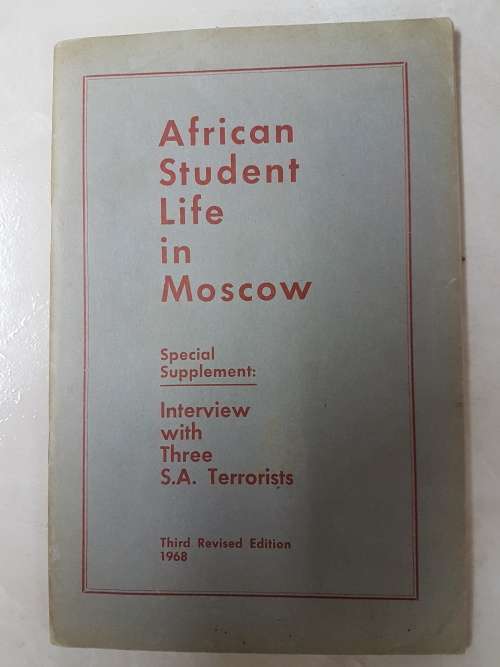 African
Student
Life
in
Moscow
Special
Supplement:
Interview
with
Three
S.A. Terrorists
Third Revised Edition
1968